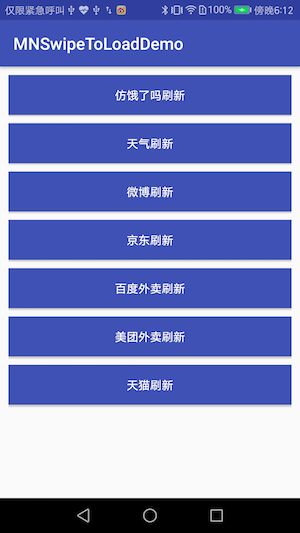 仅限紧急呼叫 100% 傍晚6:12
MNSwipeToLoadDemo
仿饿了吗刷新
天气刷新
微博刷新
京东刷新
百度外卖刷新
美团外卖刷新
天猫刷新